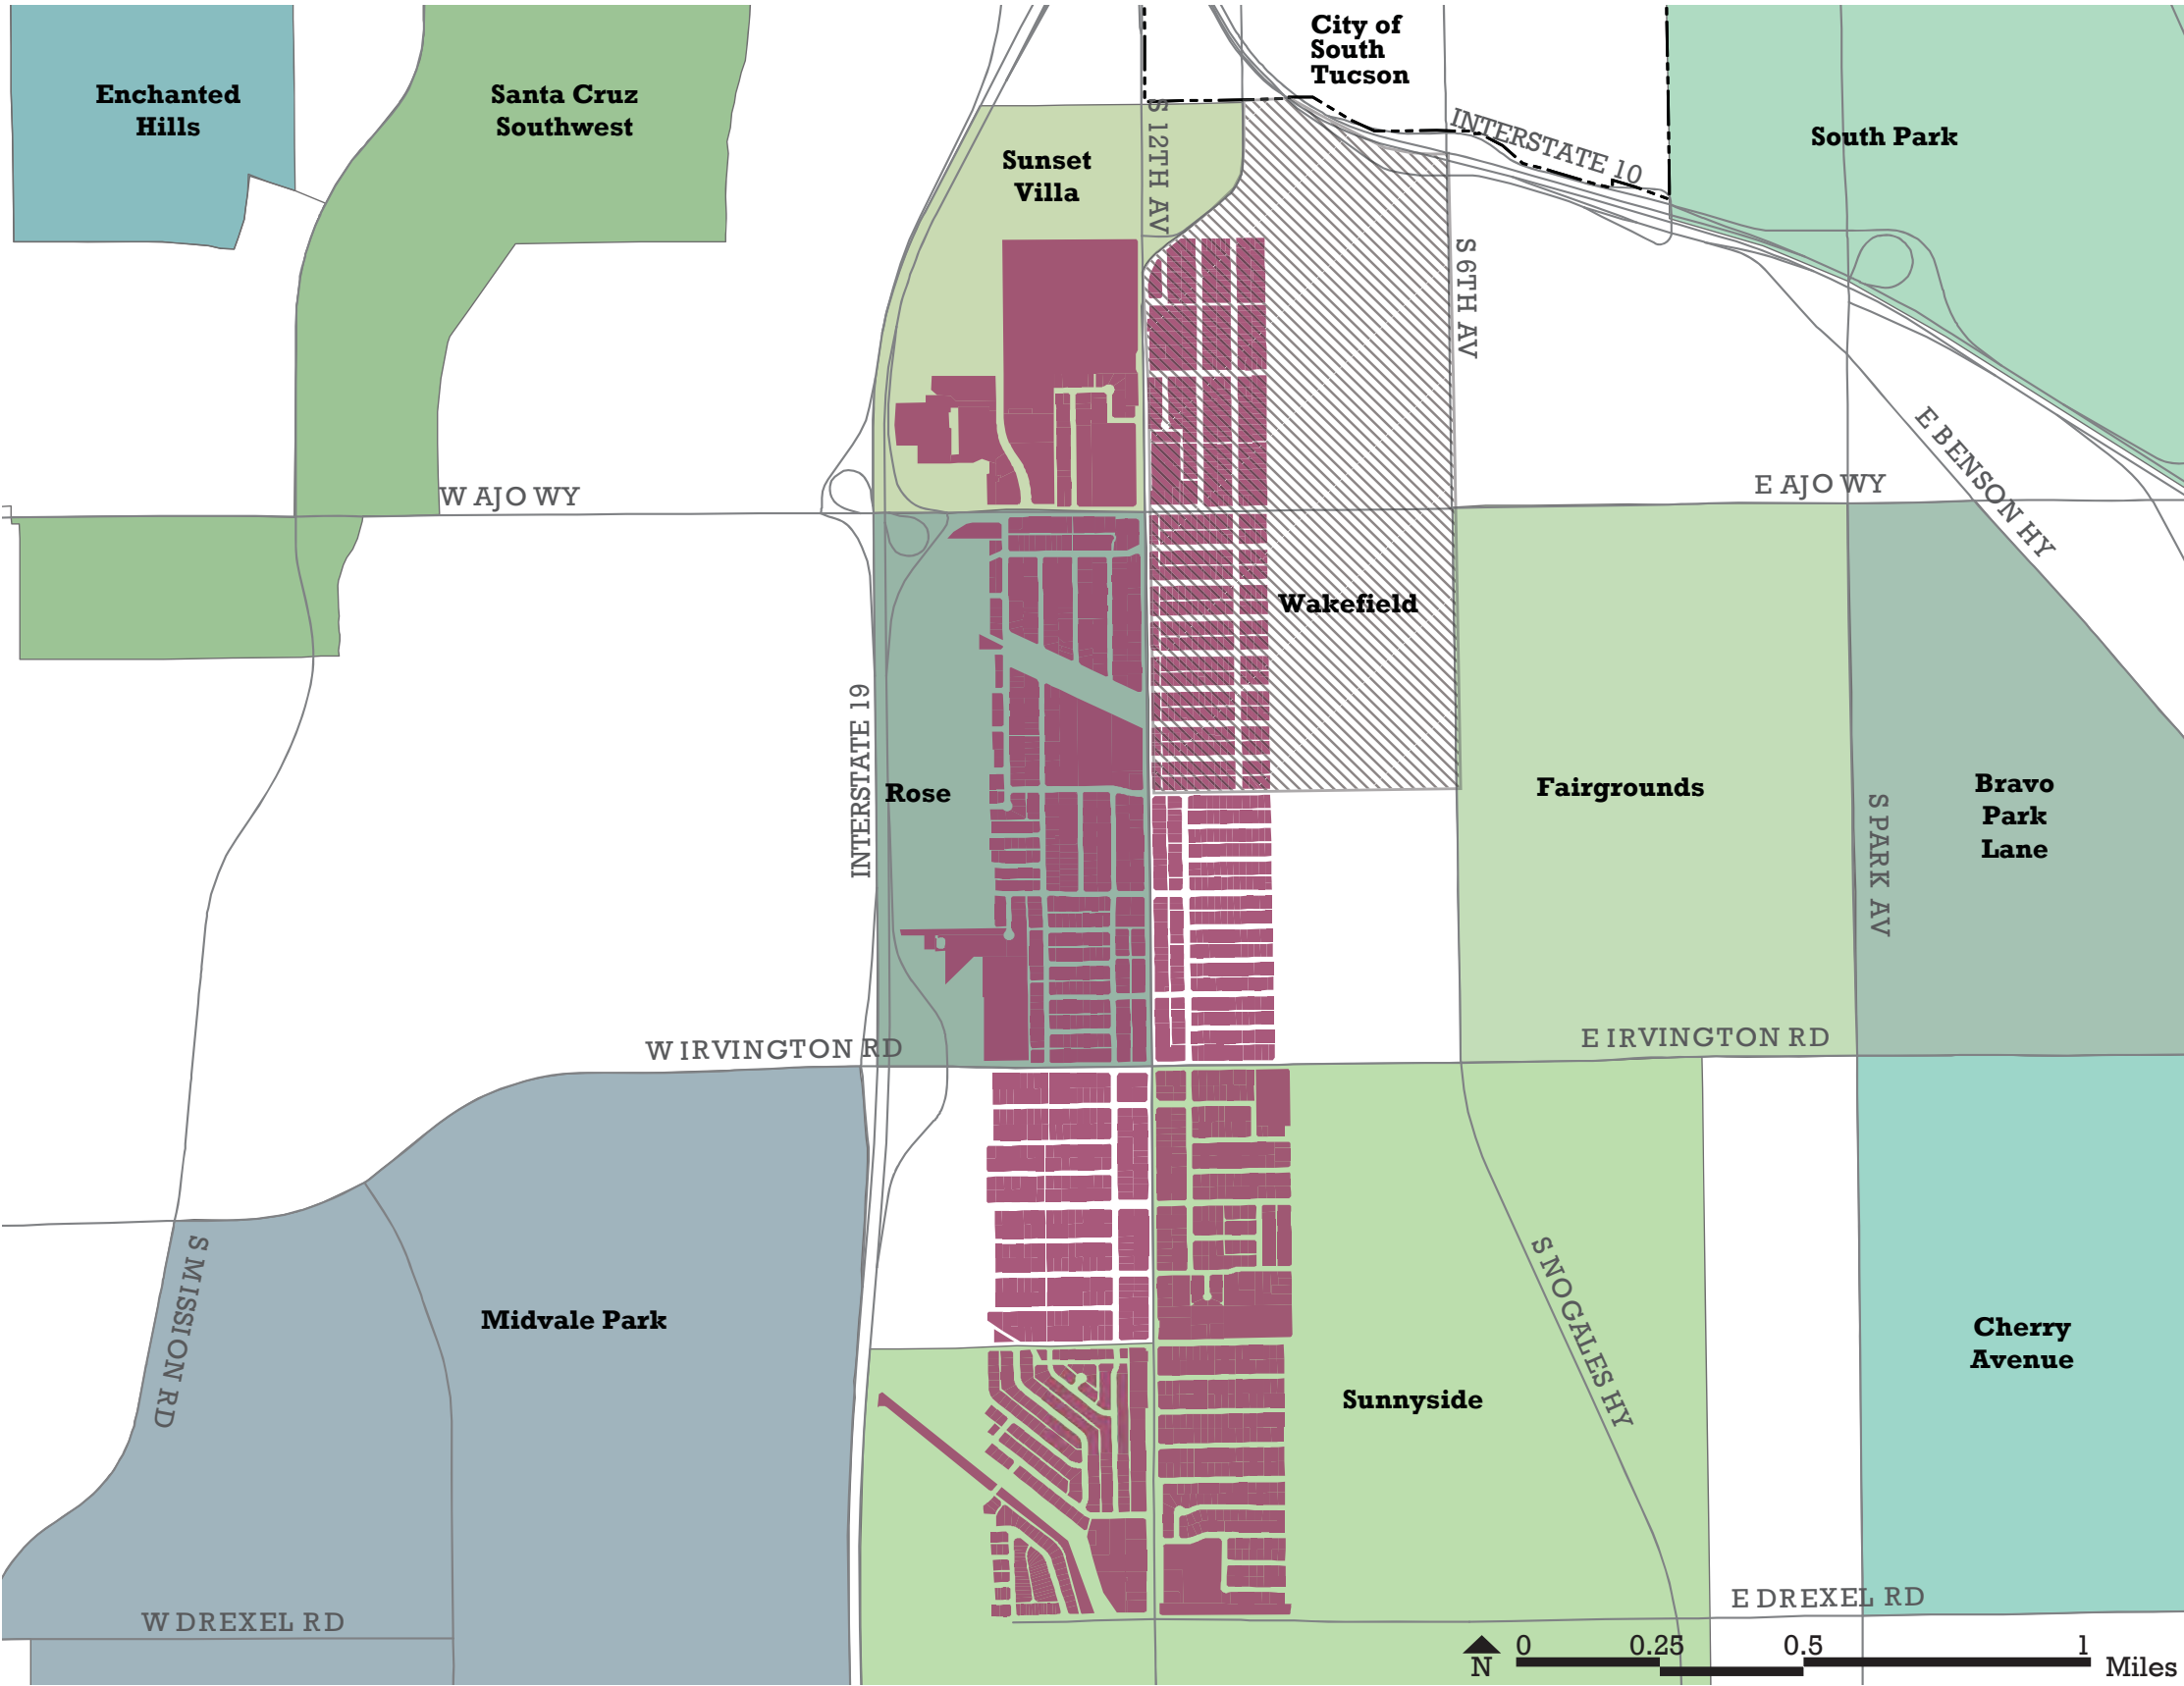 City of
South
Tucson
Enchanted
Hills
Santa Cruz
Southwest
South Park
INTERSTATE 10
S 12TH AV
Sunset
Villa
S 6TH AV
E BENSON HY
W AJO WY
E AJO WY
Wakefield
INTERSTATE 19
Rose
Fairgrounds
Bravo
Park
Lane
S PARK AV
W IRVINGTON RD
E IRVINGTON RD
S MISSION RD
Midvale Park
S NOGALES HY
Cherry
Avenue
Sunnyside
W DREXEL RD
E DREXEL RD
N
0 0.25 0.5 1
Miles